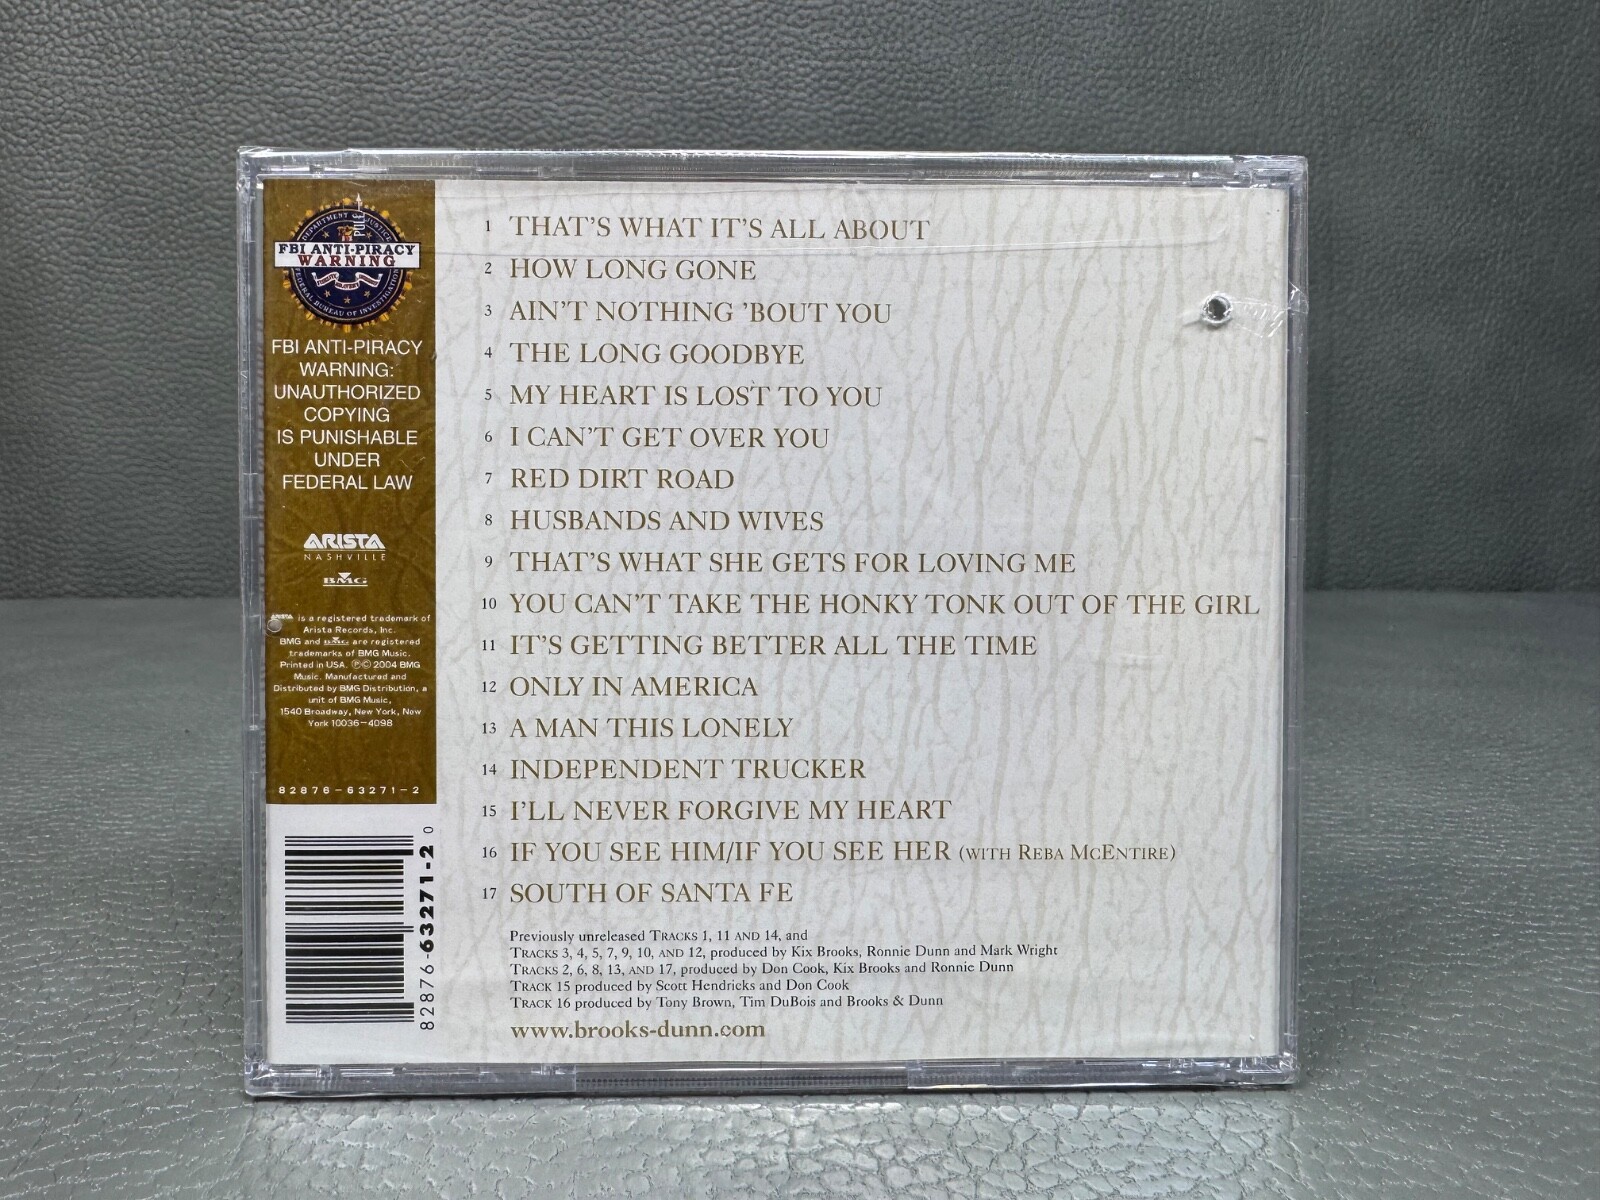 DEPARTMENT OF JUSTICE
PULL
FBI ANTI-PIRACY
WARNING
FEDERAL BUREAU OF INVESTIGATION
FBI ANTI-PIRACY
WARNING:
UNAUTHORIZED
COPYING
IS PUNISHABLE
UNDER
FEDERAL LAW
ARISTA
NASHVILLE
BMG
ARISTA is a registered trademark of
Arista Records, Inc.
BMG and BMG are registered
trademarks of BMG Music.
Printed in USA. ℗© 2004 BMG
Music. Manufactured and
Distributed by BMG Distribution, a
unit of BMG Music,
1540 Broadway, New York, New
York 10036-4098
82876-63271-2
82876-63271-2 0
1 THAT'S WHAT IT'S ALL ABOUT
2 HOW LONG GONE
3 AIN'T NOTHING 'BOUT YOU
4 THE LONG GOODBYE
5 MY HEART IS LOST TO YOU
6 I CAN'T GET OVER YOU
7 RED DIRT ROAD
8 HUSBANDS AND WIVES
9 THAT'S WHAT SHE GETS FOR LOVING ME
10 YOU CAN'T TAKE THE HONKY TONK OUT OF THE GIRL
11 IT'S GETTING BETTER ALL THE TIME
12 ONLY IN AMERICA
13 A MAN THIS LONELY
14 INDEPENDENT TRUCKER
15 I'LL NEVER FORGIVE MY HEART
16 IF YOU SEE HIM/IF YOU SEE HER (WITH REBA MCENTIRE)
17 SOUTH OF SANTA FE
Previously unreleased TRACKS 1, 11 AND 14, and
TRACKS 3, 4, 5, 7, 9, 10, AND 12, produced by Kix Brooks, Ronnie Dunn and Mark Wright
TRACKS 2, 6, 8, 13, AND 17, produced by Don Cook, Kix Brooks and Ronnie Dunn
TRACK 15 produced by Scott Hendricks and Don Cook
TRACK 16 produced by Tony Brown, Tim DuBois and Brooks & Dunn
www.brooks-dunn.com